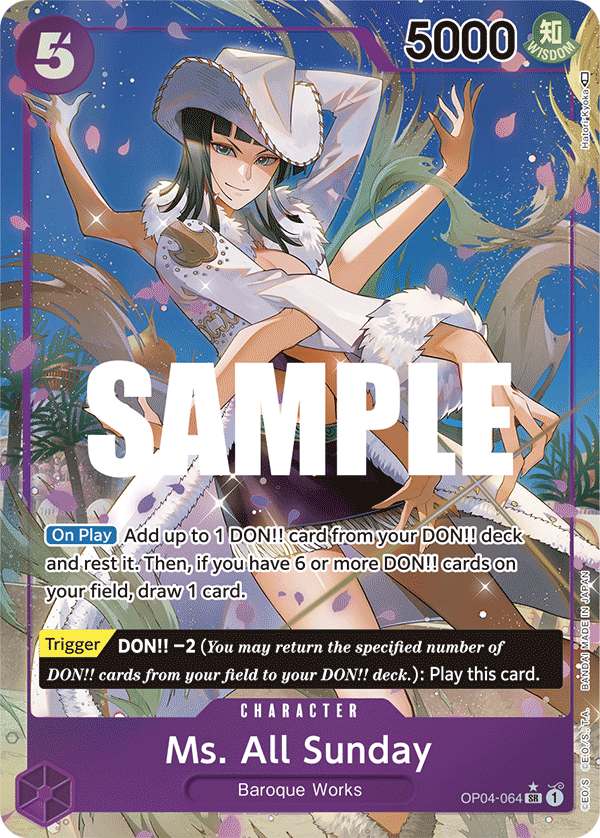 5
5000
知
WISDOM
Hatori Kyoka
SAMPLE
On Play Add up to 1 DON!! card from your DON!! deck
and rest it. Then, if you have 6 or more DON!! cards on
your field, draw 1 card.
Trigger DON!! −2 (You may return the specified number of
DON!! cards from your field to your DON!! deck.): Play this card.
CHARACTER
Ms. All Sunday
Baroque Works
OP04-064 SR 1
©EO/S ©E.O./S., T.A. BANDAI MADE IN JAPAN